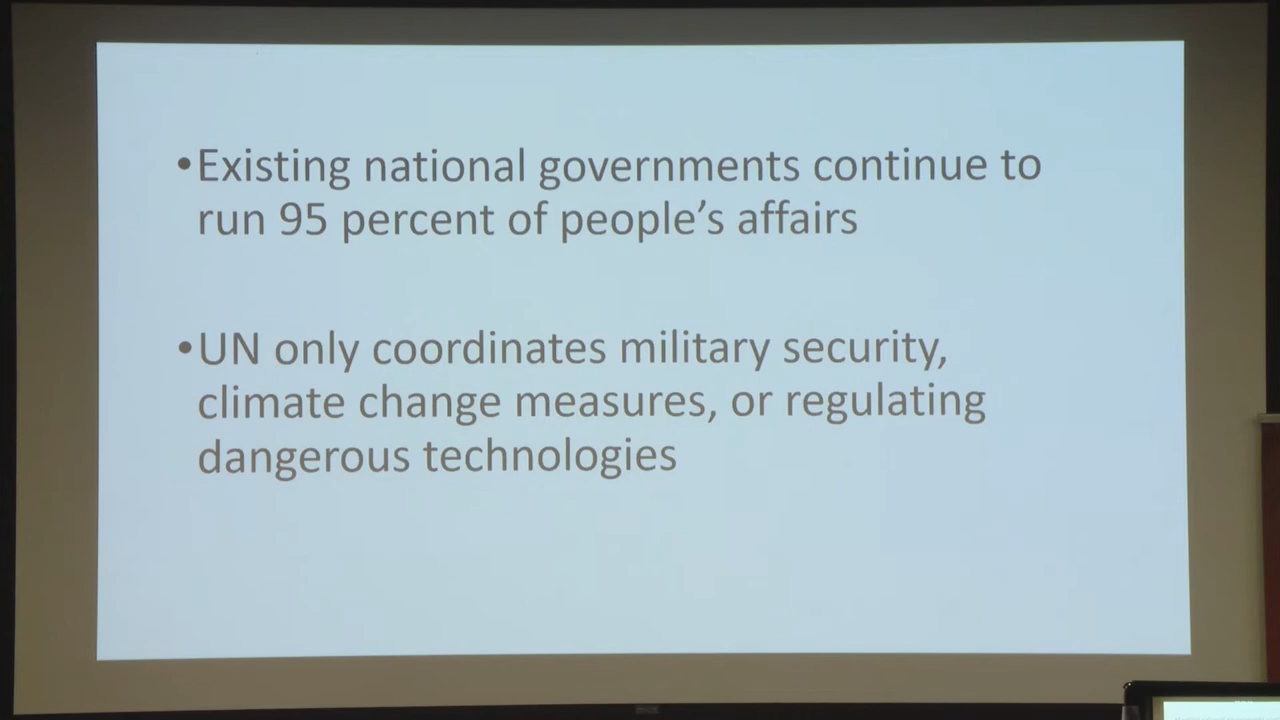 •Existing national governments continue to
run 95 percent of people’s affairs
•UN only coordinates military security,
climate change measures, or regulating
dangerous technologies